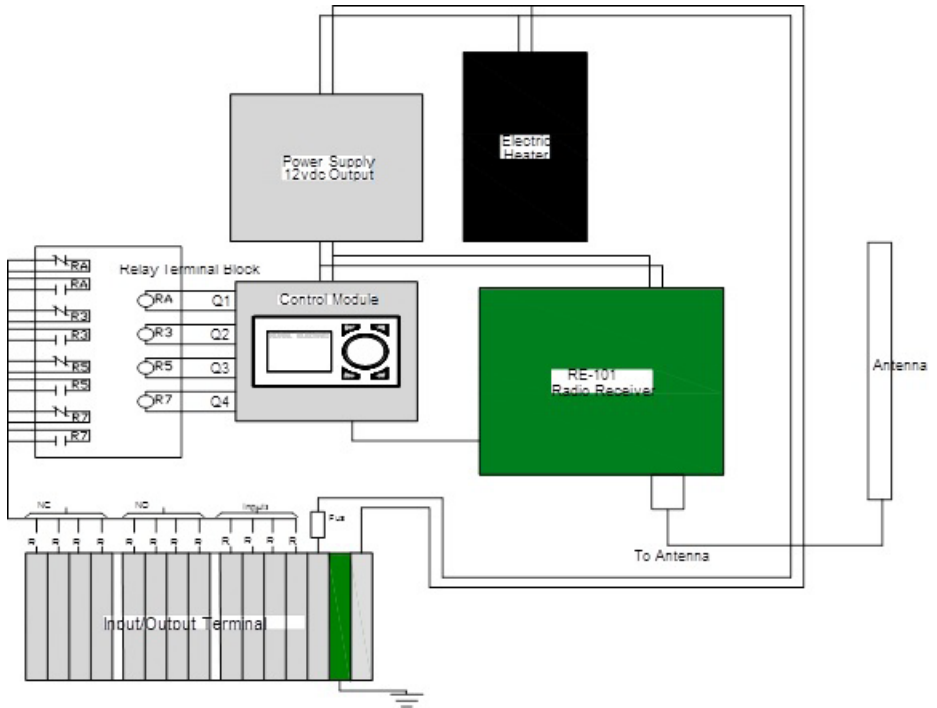 Electric
Heater
Power Supply
12vdc Output
Relay Terminal Block
RA
RA
R3
R3
R5
R5
R7
R7
RA
Q1
R3
Q2
R5
Q3
R7
Q4
Control Module
RE-101
Radio Receiver
Antenna
To Antenna
NC
NO
Inputs
Fus
Input/Output Terminal